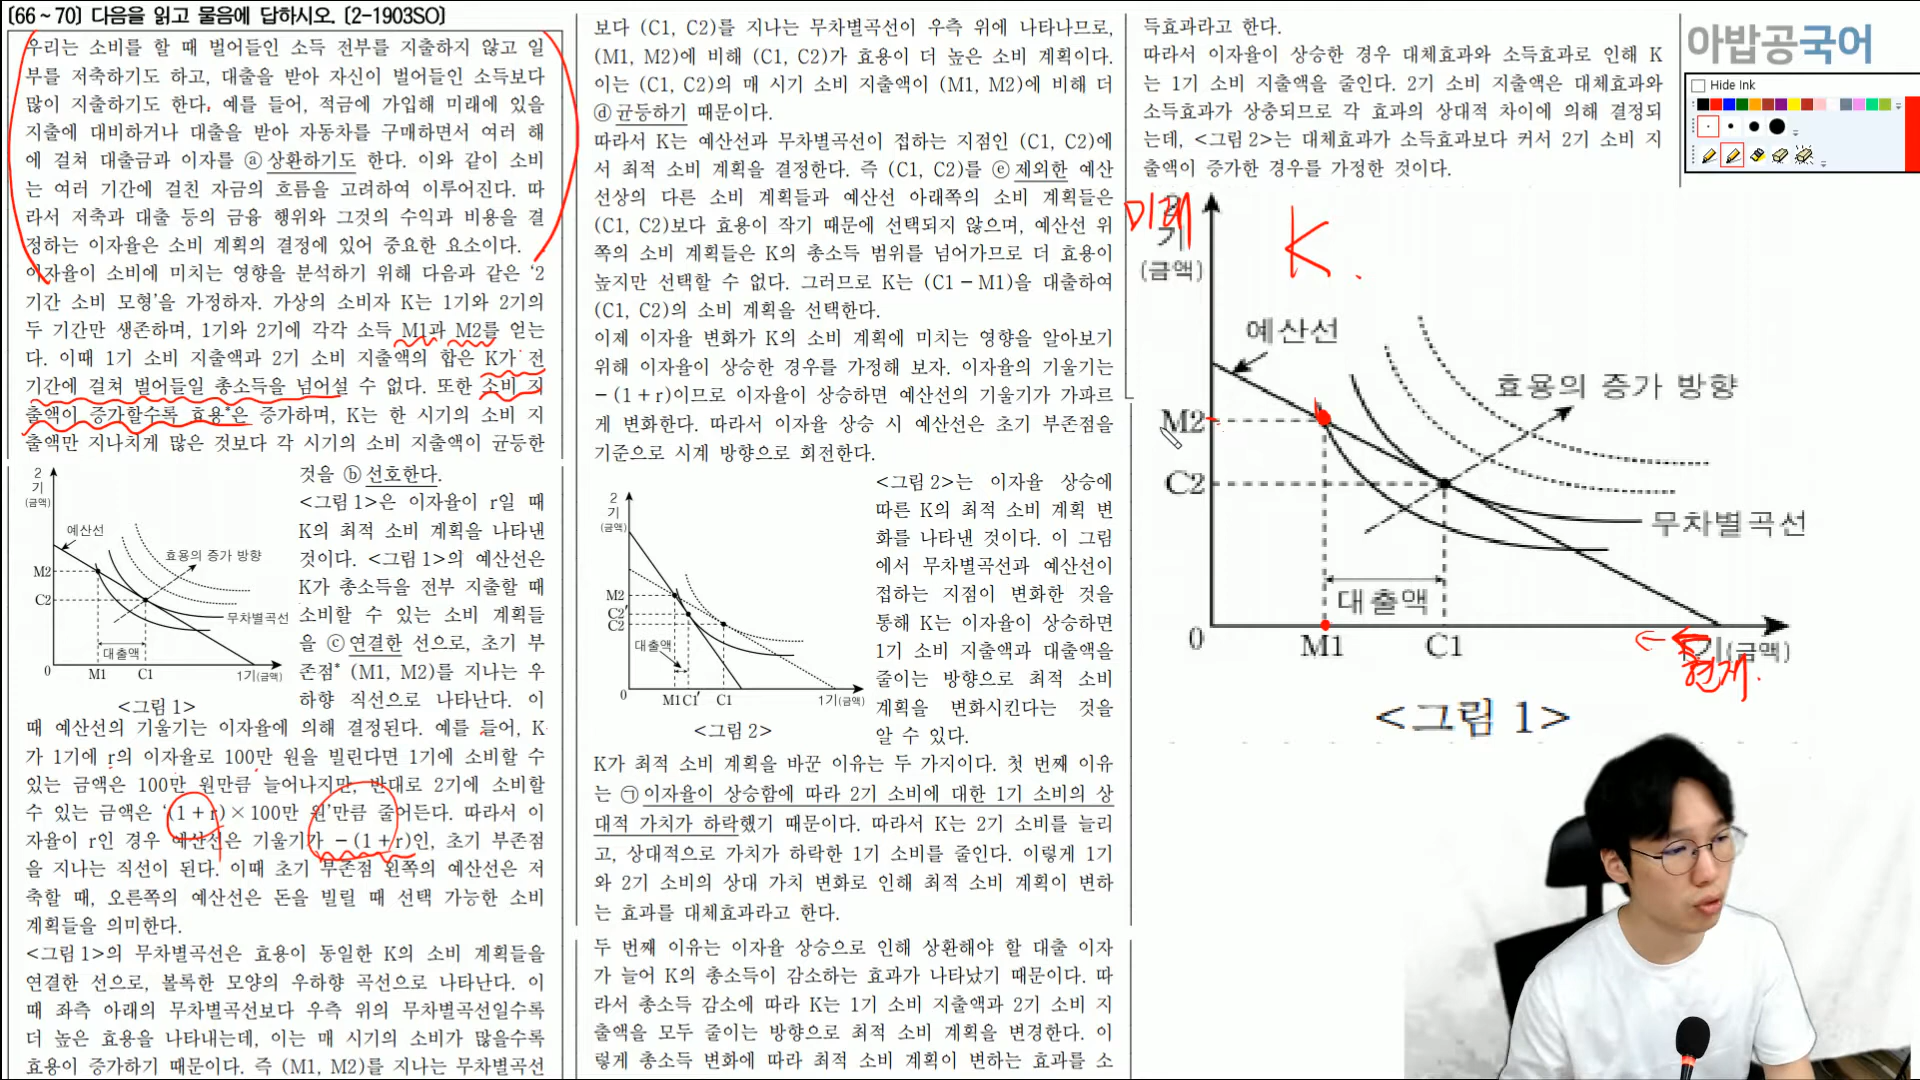 [66 ~ 70] 다음을 읽고 물음에 답하시오. [2-1903SO]
우리는 소비를 할 때 벌어들인 소득 전부를 지출하지 않고 일
부를 저축하기도 하고, 대출을 받아 자신이 벌어들인 소득보다
많이 지출하기도 한다. 예를 들어, 적금에 가입해 미래에 있을
지출에 대비하거나 대출을 받아 자동차를 구매하면서 여러 해
에 걸쳐 대출금과 이자를 ⓐ 상환하기도 한다. 이와 같이 소비
는 여러 기간에 걸친 자금의 흐름을 고려하여 이루어진다. 따
라서 저축과 대출 등의 금융 행위와 그것의 수익과 비용을 결
정하는 이자율은 소비 계획의 결정에 있어 중요한 요소이다.
이자율이 소비에 미치는 영향을 분석하기 위해 다음과 같은 '2
기간 소비 모형'을 가정하자. 가상의 소비자 K는 1기와 2기의
두 기간만 생존하며, 1기와 2기에 각각 소득 M1과 M2를 얻는
다. 이때 1기 소비 지출액과 2기 소비 지출액의 합은 K가 전
기간에 걸쳐 벌어들일 총소득을 넘어설 수 없다. 또한 소비 지
출액이 증가할수록 효용*은 증가하며, K는 한 시기의 소비 지
출액만 지나치게 많은 것보다 각 시기의 소비 지출액이 균등한
것을 ⓑ 선호한다.
<그림 1>은 이자율이 r일 때
K의 최적 소비 계획을 나타낸
것이다. <그림 1>의 예산선은
K가 총소득을 전부 지출할 때
소비할 수 있는 소비 계획들
을 ⓒ 연결한 선으로, 초기 부
존점* (M1, M2)를 지나는 우
하향 직선으로 나타난다. 이
2
기
(금액)
예산선
효용의 증가 방향
M2
C2
무차별곡선
대출액
0
M1
C1
1기(금액)
<그림 1>
때 예산선의 기울기는 이자율에 의해 결정된다. 예를 들어, K
가 1기에 r의 이자율로 100만 원을 빌린다면 1기에 소비할 수
있는 금액은 100만 원만큼 늘어나지만, 반대로 2기에 소비할
수 있는 금액은 '(1+r)×100만 원'만큼 줄어든다. 따라서 이
자율이 r인 경우 예산선은 기울기가 -(1+r)인, 초기 부존점
을 지나는 직선이 된다. 이때 초기 부존점 왼쪽의 예산선은 저
축할 때, 오른쪽의 예산선은 돈을 빌릴 때 선택 가능한 소비
계획들을 의미한다.
<그림 1>의 무차별곡선은 효용이 동일한 K의 소비 계획들을
연결한 선으로, 볼록한 모양의 우하향 곡선으로 나타난다. 이
때 좌측 아래의 무차별곡선보다 우측 위의 무차별곡선일수록
더 높은 효용을 나타내는데, 이는 매 시기의 소비가 많을수록
효용이 증가하기 때문이다. 즉 (M1, M2)를 지나는 무차별곡선
보다 (C1, C2)를 지나는 무차별곡선이 우측 위에 나타나므로,
(M1, M2)에 비해 (C1, C2)가 효용이 더 높은 소비 계획이다.
이는 (C1, C2)의 매 시기 소비 지출액이 (M1, M2)에 비해 더
ⓓ 균등하기 때문이다.
따라서 K는 예산선과 무차별곡선이 접하는 지점인 (C1, C2)에
서 최적 소비 계획을 결정한다. 즉 (C1, C2)를 ⓔ 제외한 예산
선상의 다른 소비 계획들과 예산선 아래쪽의 소비 계획들은
(C1, C2)보다 효용이 작기 때문에 선택되지 않으며, 예산선 위
쪽의 소비 계획들은 K의 총소득 범위를 넘어가므로 더 효용이
높지만 선택할 수 없다. 그러므로 K는 (C1-M1)을 대출하여
(C1, C2)의 소비 계획을 선택한다.
이제 이자율 변화가 K의 소비 계획에 미치는 영향을 알아보기
위해 이자율이 상승한 경우를 가정해 보자. 이자율의 기울기는
-(1+r)이므로 이자율이 상승하면 예산선의 기울기가 가파르
게 변화한다. 따라서 이자율 상승 시 예산선은 초기 부존점을
기준으로 시계 방향으로 회전한다.
<그림 2>는 이자율 상승에
따른 K의 최적 소비 계획 변
화를 나타낸 것이다. 이 그림
에서 무차별곡선과 예산선이
접하는 지점이 변화한 것을
통해 K는 이자율이 상승하면
1기 소비 지출액과 대출액을
줄이는 방향으로 최적 소비
계획을 변화시킨다는 것을
알 수 있다.
2
기
(금액)
M2
C2'
C2
대출액
0
M1
C1'
C1
1기(금액)
<그림 2>
K가 최적 소비 계획을 바꾼 이유는 두 가지이다. 첫 번째 이유
는 ㉠ 이자율이 상승함에 따라 2기 소비에 대한 1기 소비의 상
대적 가치가 하락했기 때문이다. 따라서 K는 2기 소비를 늘리
고, 상대적으로 가치가 하락한 1기 소비를 줄인다. 이렇게 1기
와 2기 소비의 상대 가치 변화로 인해 최적 소비 계획이 변하
는 효과를 대체효과라고 한다.
두 번째 이유는 이자율 상승으로 인해 상환해야 할 대출 이자
가 늘어 K의 총소득이 감소하는 효과가 나타났기 때문이다. 따
라서 총소득 감소에 따라 K는 1기 소비 지출액과 2기 소비 지
출액을 모두 줄이는 방향으로 최적 소비 계획을 변경한다. 이
렇게 총소득 변화에 따라 최적 소비 계획이 변하는 효과를 소
득효과라고 한다.
따라서 이자율이 상승한 경우 대체효과와 소득효과로 인해 K
는 1기 소비 지출액을 줄인다. 2기 소비 지출액은 대체효과와
소득효과가 상충되므로 각 효과의 상대적 차이에 의해 결정되
는데, <그림 2>는 대체효과가 소득효과보다 커서 2기 소비 지
출액이 증가한 경우를 가정한 것이다.
아밥공국어
Hide Ink
미래
기
(금액)
K
예산선
효용의 증가 방향
M2
C2
무차별곡선
대출액
0
M1
C1
(금액)
현재
<그림 1>